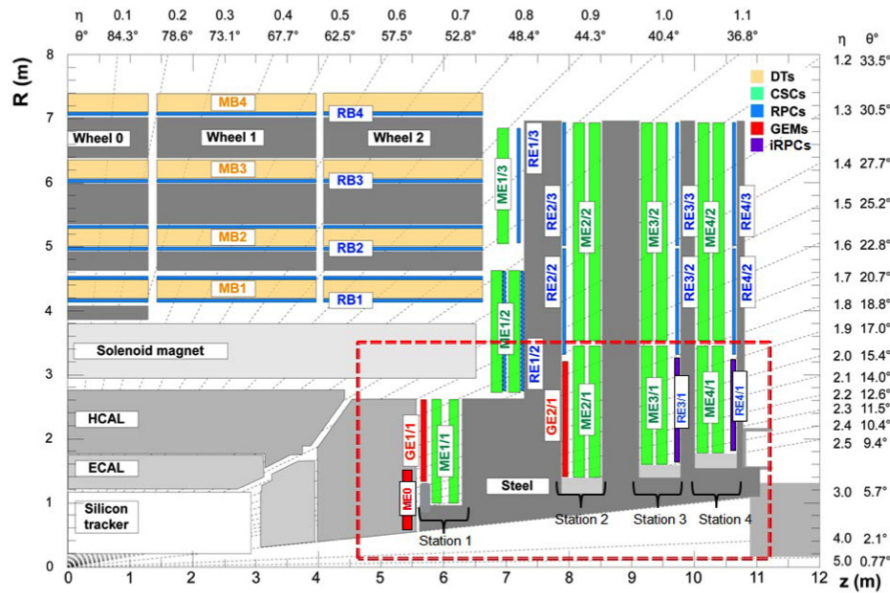 η 0.1 0.2 0.3 0.4 0.5 0.6 0.7 0.8 0.9 1.0 1.1
θ° 84.3° 78.6° 73.1° 67.7° 62.5° 57.5° 52.8° 48.4° 44.3° 40.4° 36.8° η θ°
R (m)
8
7
6
5
4
3
2
1
0
1.2 33.5°
1.3 30.5°
1.4 27.7°
1.5 25.2°
1.6 22.8°
1.7 20.7°
1.8 18.8°
1.9 17.0°
2.0 15.4°
2.1 14.0°
2.2 12.6°
2.3 11.5°
2.4 10.4°
2.5 9.4°
3.0 5.7°
4.0 2.1°
5.0 0.77°
DTs
CSCs
RPCs
GEMs
iRPCs
MB4
RB4
Wheel 0 Wheel 1 Wheel 2
MB3
RB3
MB2
RB2
MB1
RB1
Solenoid magnet
HCAL
ECAL
Silicon
tracker
Steel
ME1/3
RE1/3
RE2/3
ME2/2
ME3/2
RE3/3
ME4/2
RE4/3
RE2/2
RE3/2
RE4/2
ME1/2
RE1/2
GE1/1
ME1/1
ME0
GE2/1
ME2/1
ME3/1
RE3/1
ME4/1
RE4/1
Station 1
Station 2
Station 3
Station 4
0 1 2 3 4 5 6 7 8 9 10 11 12
z (m)